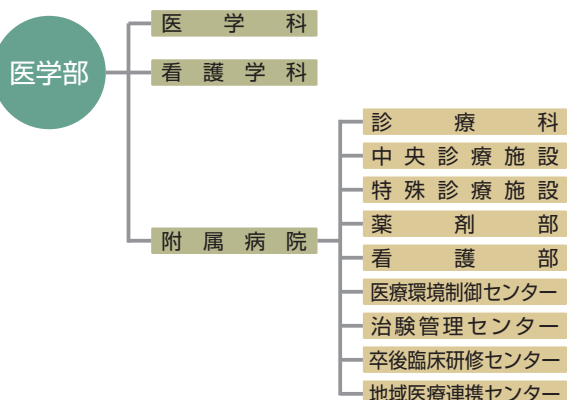 医学部
医学科
看護学科
附属病院
診療科
中央診療施設
特殊診療施設
薬剤部
看護部
医療環境制御センター
治験管理センター
卒後臨床研修センター
地域医療連携センター